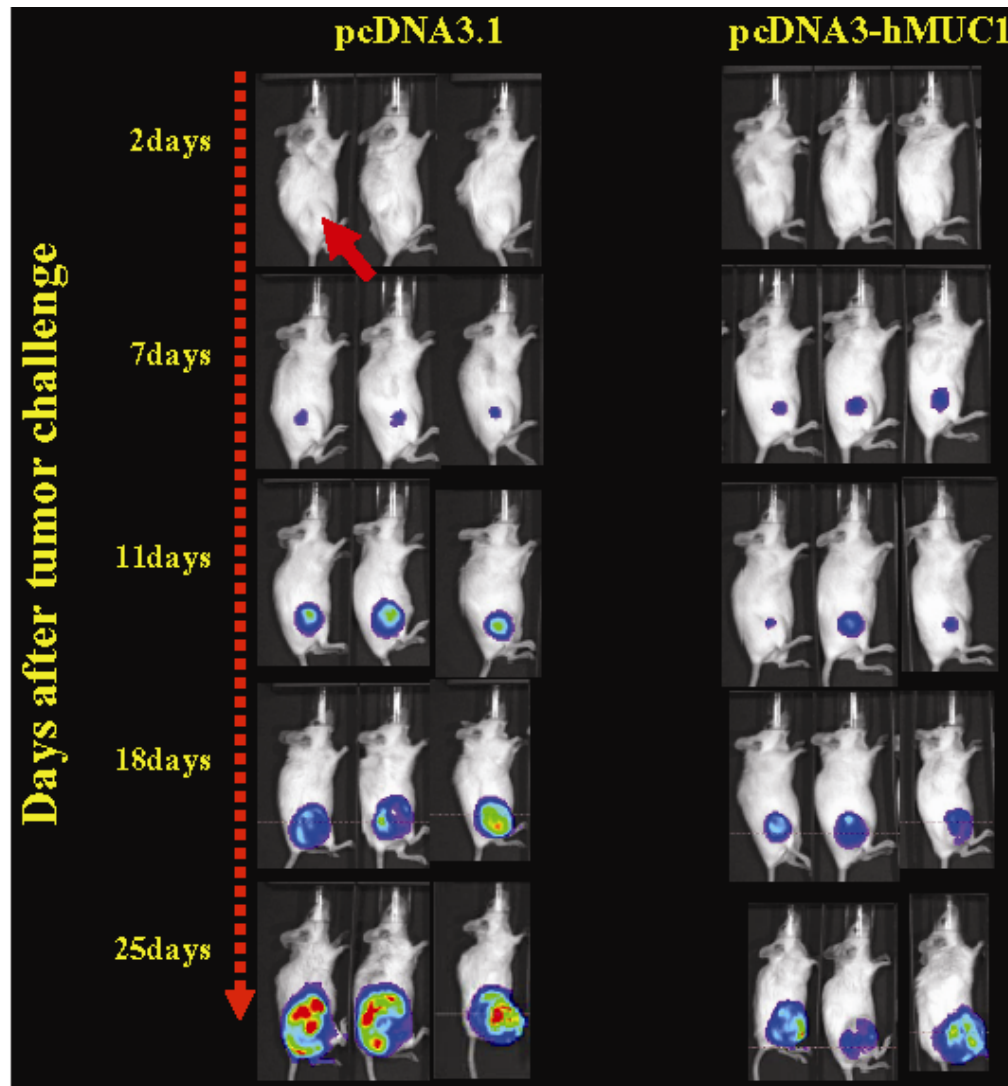 pcDNA3.1
pcDNA3-hMUC1
Days after tumor challenge
2days
7days
11days
18days
25days